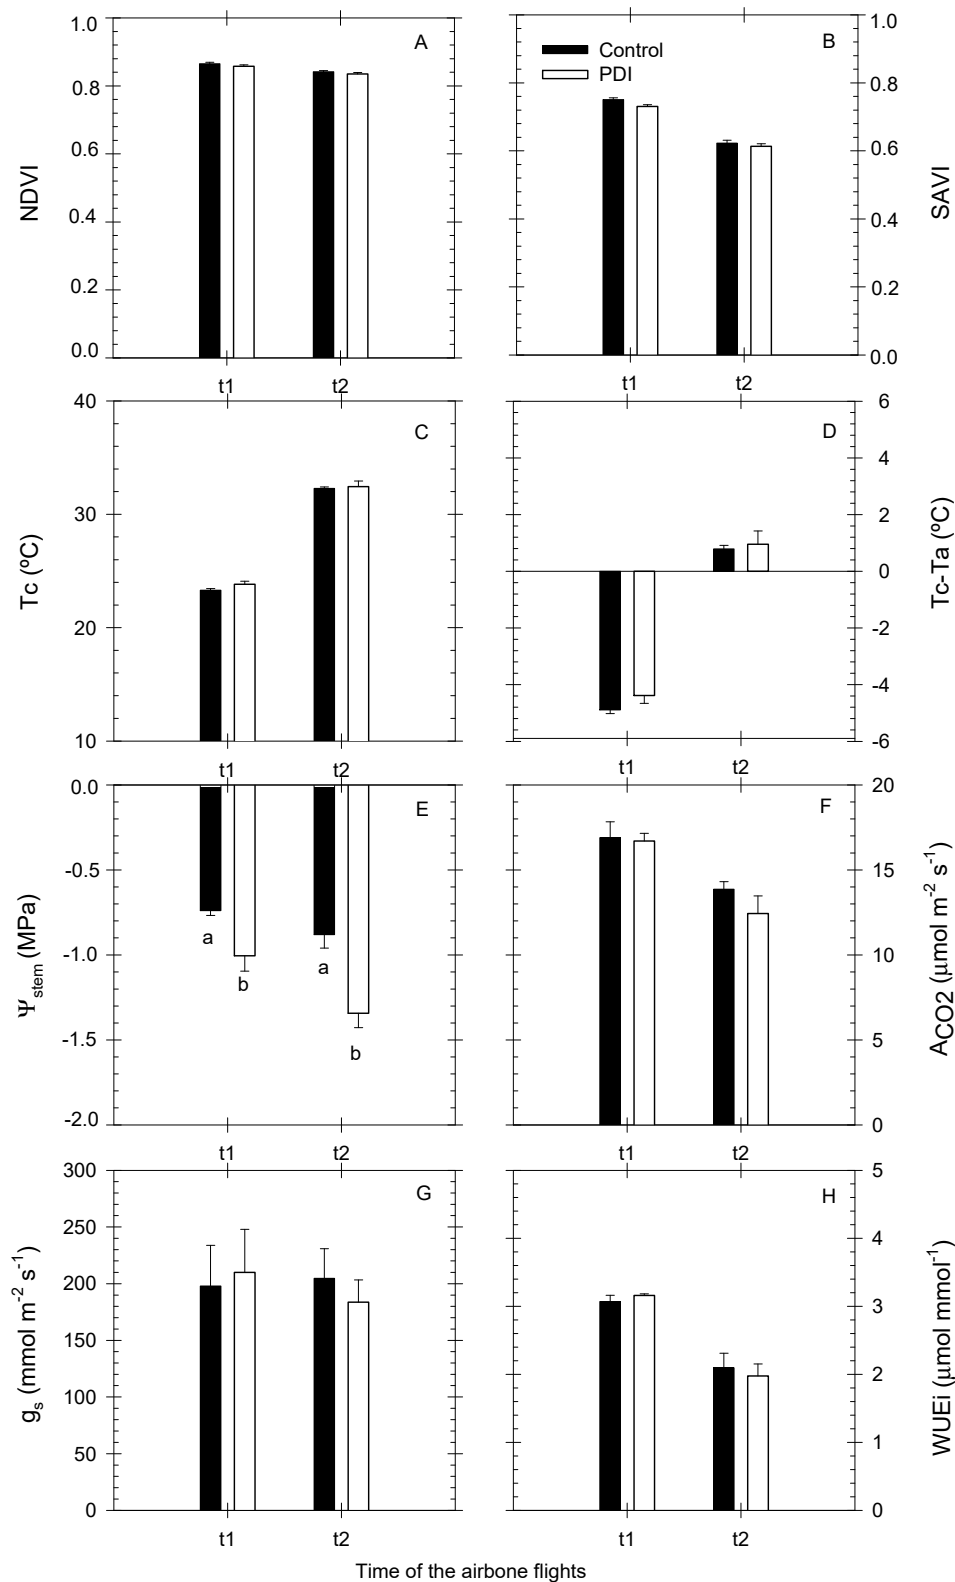 1.0
0.8
0.6
0.4
0.2
0.0
NDVI
A
t1 t2
1.0
0.8
0.6
0.4
0.2
0.0
SAVI
B
Control
PDI
t1 t2
40
30
20
10
Tc (ºC)
C
t1 t2
6
4
2
0
-2
-4
-6
Tc-Ta (ºC)
D
t1 t2
0.0
-0.5
-1.0
-1.5
-2.0
Ψstem (MPa)
E
a
b
a
b
t1 t2
20
15
10
5
0
ACO2 (μmol m-2 s-1)
F
t1 t2
300
250
200
150
100
50
0
gs (mmol m-2 s-1)
G
t1 t2
5
4
3
2
1
0
WUEi (μmol mmol-1)
H
t1 t2
Time of the airbone flights